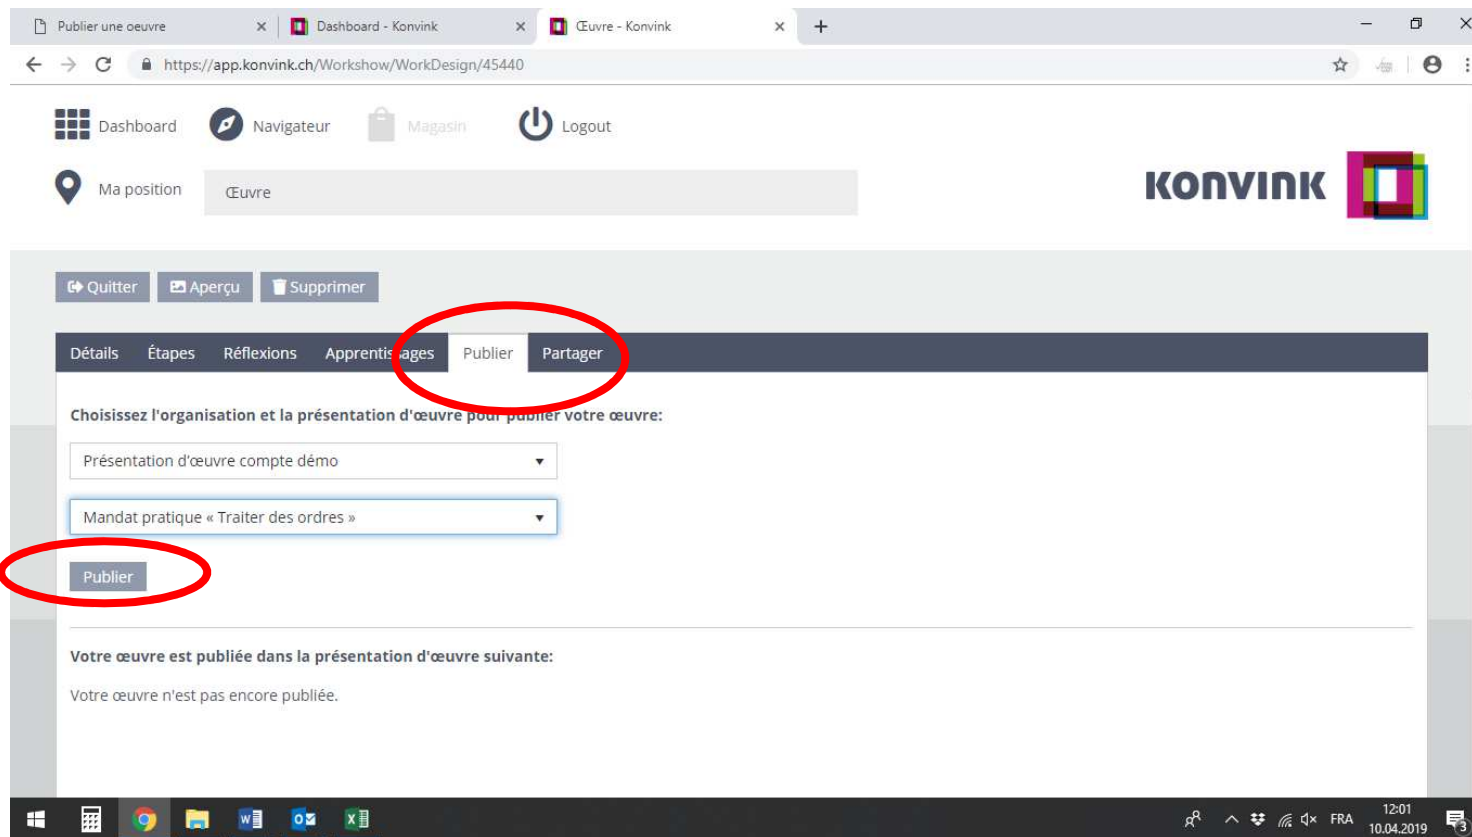 Publier une oeuvre
Dashboard - Konvink
Œuvre - Konvink
https://app.konvink.ch/Workshow/WorkDesign/45440
Dashboard Navigateur Magasin Logout
Ma position Œuvre
KONVINK
Quitter Aperçu Supprimer
Détails Étapes Réflexions Apprentissages Publier Partager
Choisissez l'organisation et la présentation d'œuvre pour publier votre œuvre:
Présentation d'œuvre compte démo
Mandat pratique « Traiter des ordres »
Publier
Votre œuvre est publiée dans la présentation d'œuvre suivante:
Votre œuvre n'est pas encore publiée.
FRA
12:01
10.04.2019
3